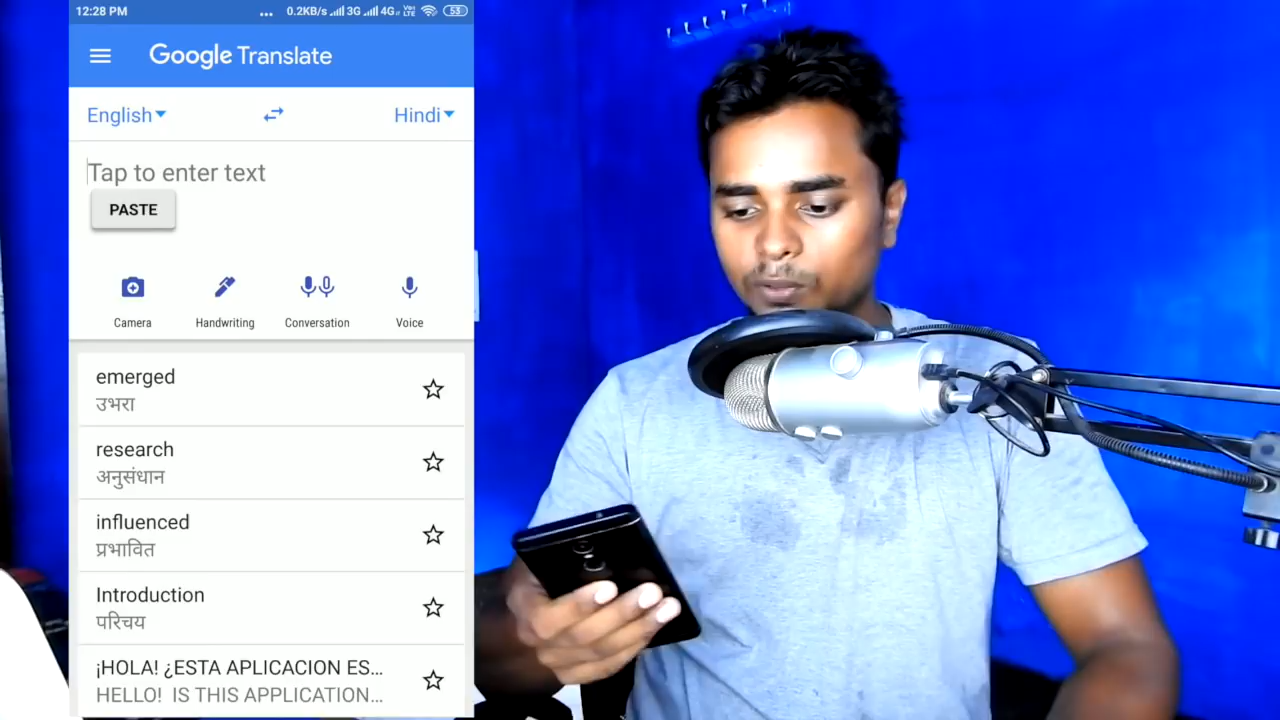 12:28 PM ... 0.2KB/s 3G 4G Vo LTE 53
Google Translate
English Hindi
Tap to enter text
PASTE
Camera Handwriting Conversation Voice
emerged
उभरा
research
अनुसंधान
influenced
प्रभावित
Introduction
परिचय
¡HOLA! ¿ESTA APLICACION ES...
HELLO! IS THIS APPLICATION...